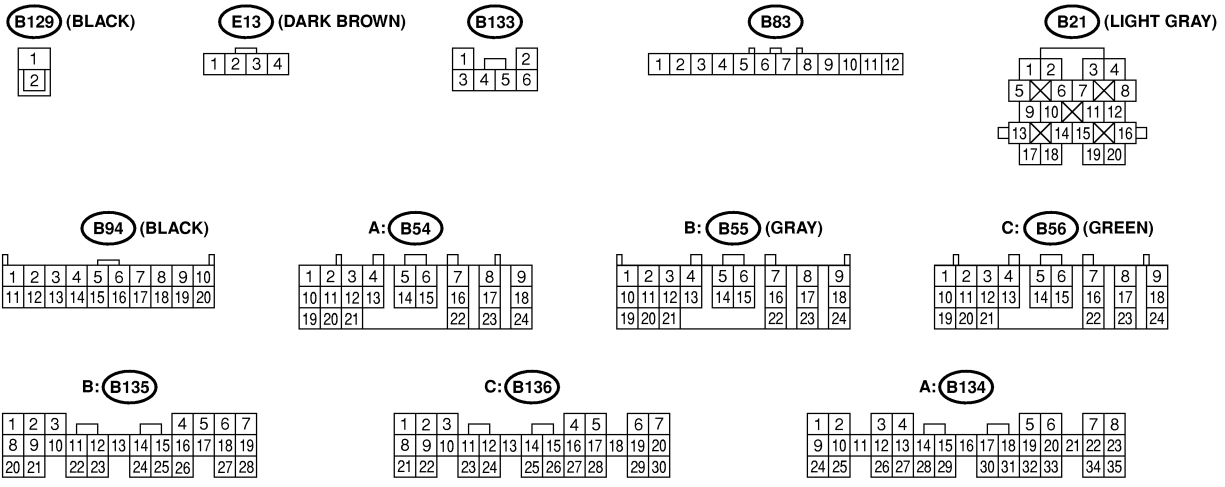 B129 (BLACK) E13 (DARK BROWN) B133 B83 B21 (LIGHT GRAY)
1
2
1 2 3 4
1 2
3 4 5 6
1 2 3 4 5 6 7 8 9 10 11 12
1 2 3 4
5 6 7 8
9 10 11 12
13 14 15 16
17 18 19 20
B94 (BLACK) A: B54 B: B55 (GRAY) C: B56 (GREEN)
1 2 3 4 5 6 7 8 9 10
11 12 13 14 15 16 17 18 19 20
1 2 3 4 5 6 7 8 9
10 11 12 13 14 15 16 17 18
19 20 21 22 23 24
1 2 3 4 5 6 7 8 9
10 11 12 13 14 15 16 17 18
19 20 21 22 23 24
1 2 3 4 5 6 7 8 9
10 11 12 13 14 15 16 17 18
19 20 21 22 23 24
B: B135 C: B136 A: B134
1 2 3 4 5 6 7
8 9 10 11 12 13 14 15 16 17 18 19
20 21 22 23 24 25 26 27 28
1 2 3 4 5 6 7
8 9 10 11 12 13 14 15 16 17 18 19 20
21 22 23 24 25 26 27 28 29 30
1 2 3 4 5 6 7 8
9 10 11 12 13 14 15 16 17 18 19 20 21 22 23
24 25 26 27 28 29 30 31 32 33 34 35